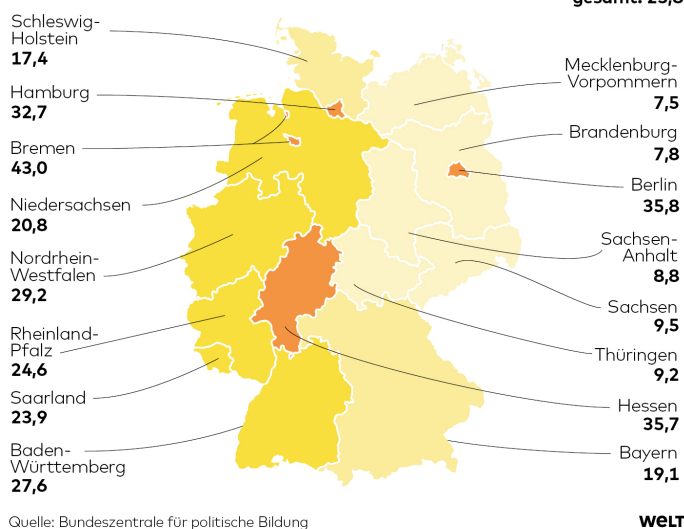 Schleswig-
Holstein
17,4
Hamburg
32,7
Bremen
43,0
Niedersachsen
20,8
Nordrhein-
Westfalen
29,2
Rheinland-
Pfalz
24,6
Saarland
23,9
Baden-
Württemberg
27,6
Mecklenburg-
Vorpommern
7,5
Brandenburg
7,8
Berlin
35,8
Sachsen-
Anhalt
8,8
Sachsen
9,5
Thüringen
9,2
Hessen
35,7
Bayern
19,1
Quelle: Bundeszentrale für politische Bildung
WELT